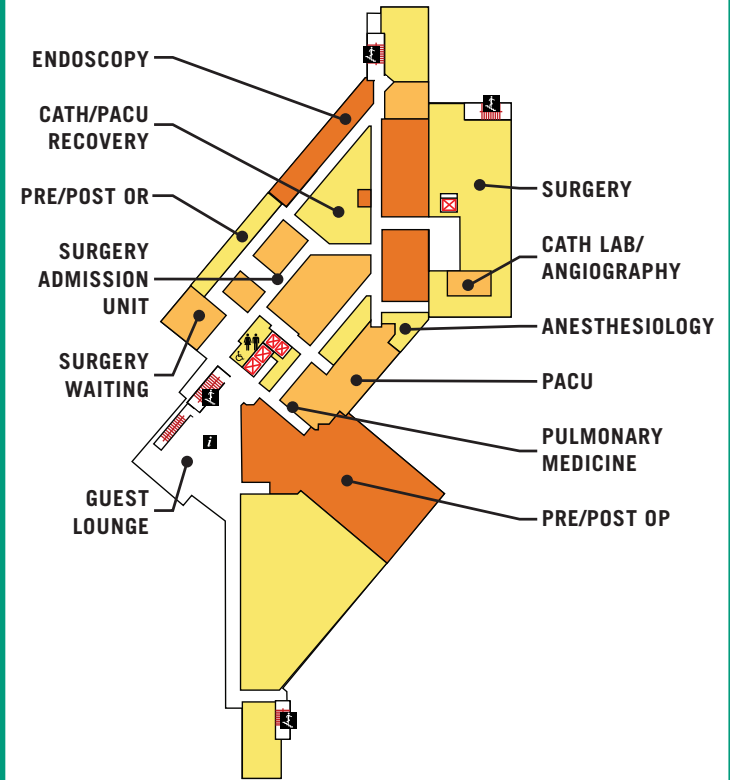 ENDOSCOPY
CATH/PACU
RECOVERY
PRE/POST OR
SURGERY
ADMISSION
UNIT
SURGERY
WAITING
GUEST
LOUNGE
SURGERY
CATH LAB/
ANGIOGRAPHY
ANESTHESIOLOGY
PACU
PULMONARY
MEDICINE
PRE/POST OP
i